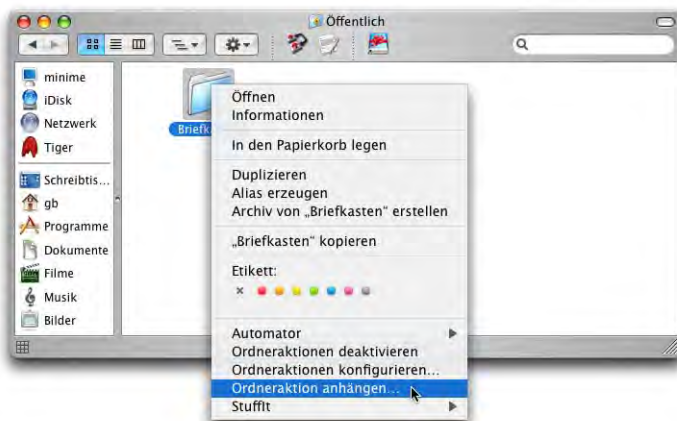 Öffentlich
minime
iDisk
Netzwerk
Tiger
Schreibtis...
gb
Programme
Dokumente
Filme
Musik
Bilder
Öffnen
Informationen
In den Papierkorb legen
Duplizieren
Alias erzeugen
Archiv von „Briefkasten“ erstellen
„Briefkasten“ kopieren
Etikett:
Automator
Ordneraktionen deaktivieren
Ordneraktionen konfigurieren...
Ordneraktion anhängen...
StuffIt